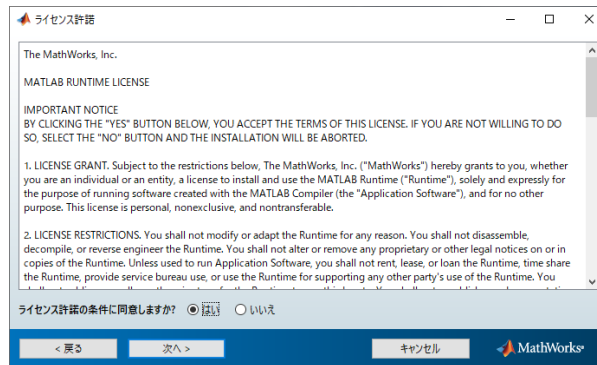 ライセンス許諾
The MathWorks, Inc.
MATLAB RUNTIME LICENSE
IMPORTANT NOTICE
BY CLICKING THE "YES" BUTTON BELOW, YOU ACCEPT THE TERMS OF THIS LICENSE. IF YOU ARE NOT WILLING TO DO
SO, SELECT THE "NO" BUTTON AND THE INSTALLATION WILL BE ABORTED.
1. LICENSE GRANT. Subject to the restrictions below, The MathWorks, Inc. ("MathWorks") hereby grants to you, whether
you are an individual or an entity, a license to install and use the MATLAB Runtime ("Runtime"), solely and expressly for
the purpose of running software created with the MATLAB Compiler (the "Application Software"), and for no other
purpose. This license is personal, nonexclusive, and nontransferable.
2. LICENSE RESTRICTIONS. You shall not modify or adapt the Runtime for any reason. You shall not disassemble,
decompile, or reverse engineer the Runtime. You shall not alter or remove any proprietary or other legal notices on or in
copies of the Runtime. Unless used to run Application Software, you shall not rent, lease, or loan the Runtime, time share
the Runtime, provide service bureau use, or use the Runtime for supporting any other party's use of the Runtime. You
ライセンス許諾の条件に同意しますか? はい いいえ
< 戻る 次へ > キャンセル MathWorks®